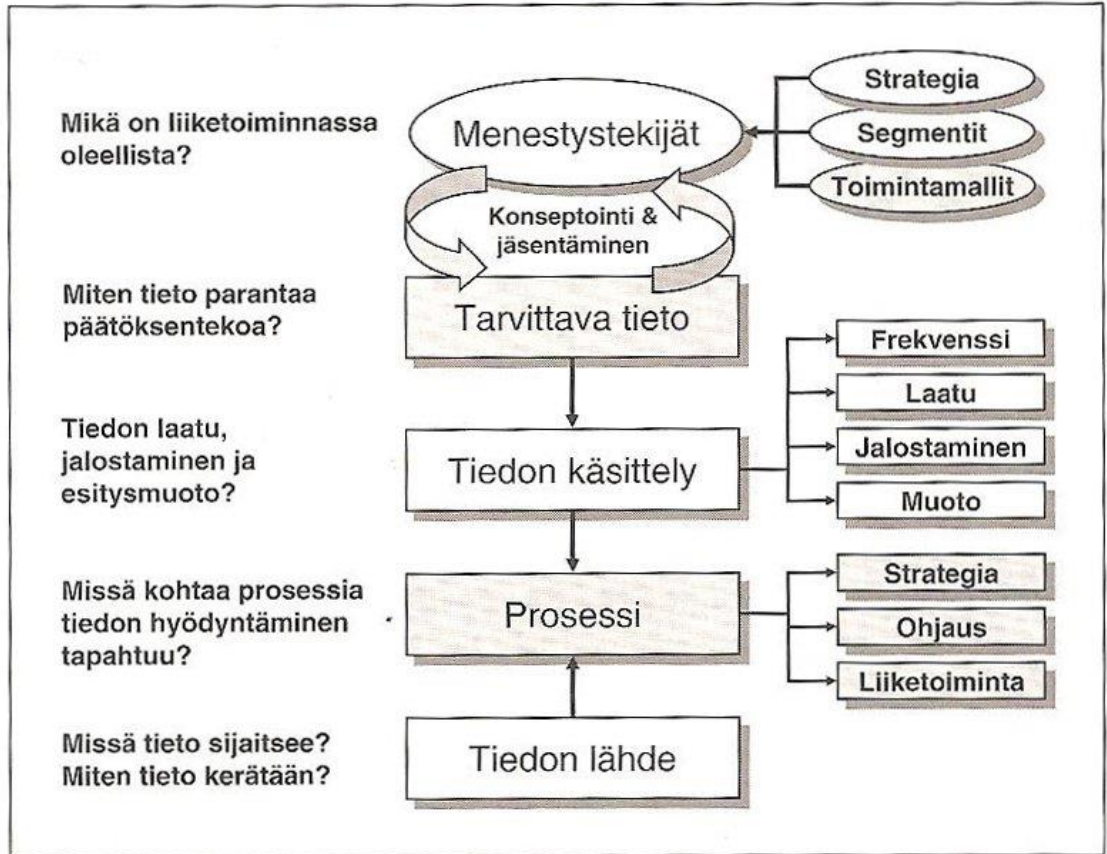 Mikä on liiketoiminnassa
oleellista?
Menestystekijät
Strategia
Segmentit
Toimintamallit
Konseptointi &
jäsentäminen
Miten tieto parantaa
päätöksentekoa?
Tarvittava tieto
Tiedon laatu,
jalostaminen ja
esitysmuoto?
Tiedon käsittely
Frekvenssi
Laatu
Jalostaminen
Muoto
Missä kohtaa prosessia
tiedon hyödyntäminen
tapahtuu?
Prosessi
Strategia
Ohjaus
Liiketoiminta
Missä tieto sijaitsee?
Miten tieto kerätään?
Tiedon lähde